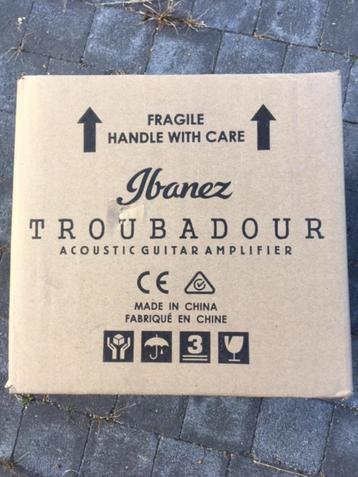 FRAGILE
HANDLE WITH CARE
Ibanez
TROUBADOUR
ACOUSTIC GUITAR AMPLIFIER
CE
MADE IN CHINA
FABRIQUÉ EN CHINE
3